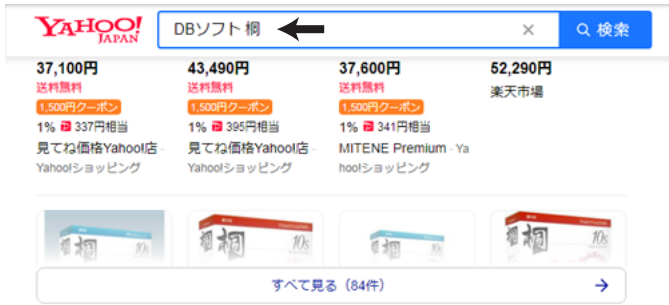 YAHOO!
JAPAN
DBソフト 桐
× 検索
37,100円 43,490円 37,600円 52,290円
送料無料 送料無料 送料無料 楽天市場
1,500円クーポン 1,500円クーポン 1,500円クーポン
1% 337円相当 1% 395円相当 1% 341円相当
見てね価格Yahoo!店 - 見てね価格Yahoo!店 - MITENE Premium - Ya
Yahoo!ショッピング Yahoo!ショッピング hoo!ショッピング
桐 桐 10s 桐 桐 10s 桐 桐 10s 桐 桐 10s
すべて見る（84件） →